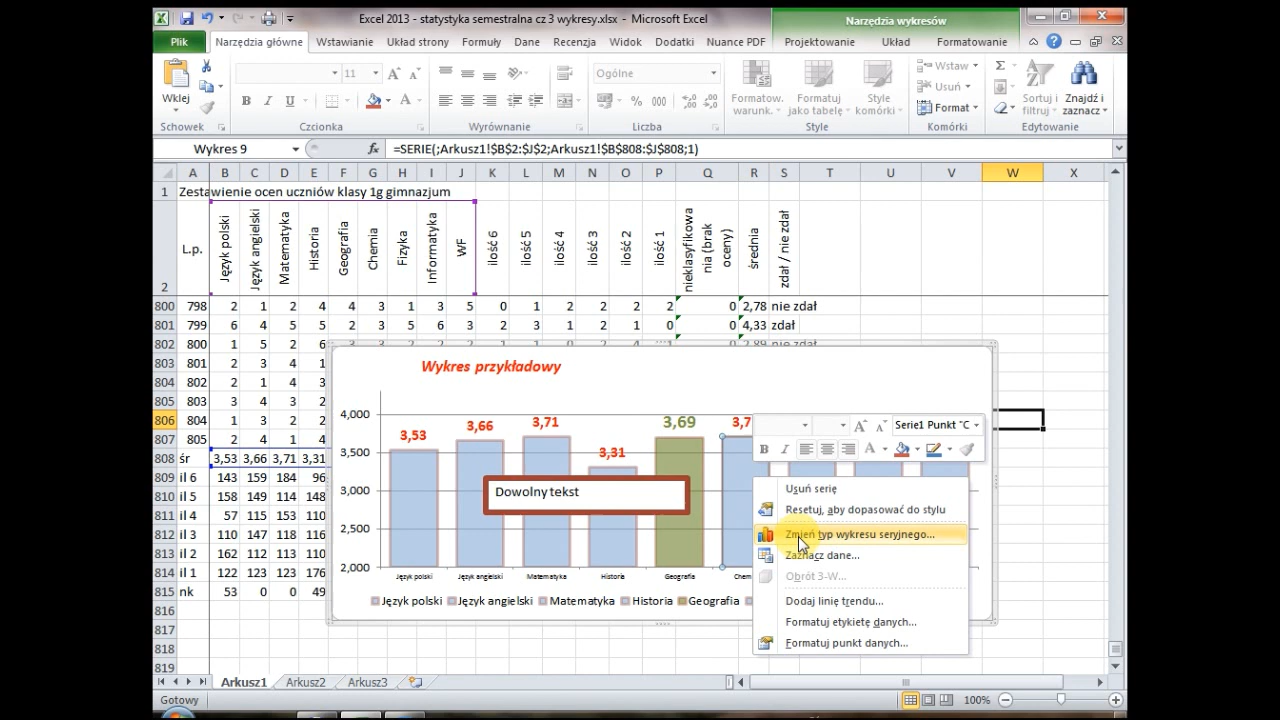 Excel 2013 - statystyka semestralna cz 3 wykresy.xlsx - Microsoft Excel
Narzędzia wykresów
Plik Narzędzia główne Wstawianie Układ strony Formuły Dane Recenzja Widok Dodatki Nuance PDF Projektowanie Układ Formatowanie
Wklej
11
B I U
A A
A
Ogólne
% 000
Formatow. warunk.
Formatuj jako tabelę
Style komórki
Wstaw
Usuń
Format
Σ
Sortuj i filtruj
Znajdź i zaznacz
Schowek Czcionka Wyrównanie Liczba Style Komórki Edytowanie
Wykres 9 fx =SERIE(;Arkusz1!$B$2:$J$2;Arkusz1!$B$808:$J$808;1)
A B C D E F G H I J K L M N O P Q R S T U V W X
1 Zestawienie ocen uczniów klasy 1g gimnazjum
2 L.p. Język polski Język angielski Matematyka Historia Geografia Chemia Fizyka Informatyka WF ilość 6 ilość 5 ilość 4 ilość 3 ilość 2 ilość 1 nieklasyfikowa nia (brak oceny) średnia zdał / nie zdał
800 798 2 1 2 4 4 3 1 3 5 0 1 2 2 2 2 0 2,78 nie zdał
801 799 6 4 5 5 2 3 5 6 3 2 3 1 2 1 0 0 4,33 zdał
802 800 1 5 2 6
803 801 2 3 4 1
804 802 2 1 4 3
805 803 3 4 3 2
806 804 1 3 2 2
807 805 2 4 1 4
808 śr 3,53 3,66 3,71 3,31
809 il 6 143 159 184 96
810 il 5 158 149 114 148
811 il 4 57 115 153 110
812 il 3 110 147 118 116
813 il 2 162 112 113 110
814 il 1 122 123 123 176
815 nk 53 0 0 49
816
817
818
819
Wykres przykładowy
4,000
3,500
3,000
2,500
2,000
3,53 3,66 3,71 3,31 3,69 3,7
Dowolny tekst
Język polski Język angielski Matematyka Historia Geografia Chem
Język polski Język angielski Matematyka Historia Geografia
A A Serie1 Punkt "C
B I A
Usuń serię
Resetuj, aby dopasować do stylu
Zmień typ wykresu seryjnego...
Zaznacz dane...
Obrót 3-W...
Dodaj linię trendu...
Formatuj etykietę danych...
Formatuj punkt danych...
Arkusz1 Arkusz2 Arkusz3
Gotowy 100%